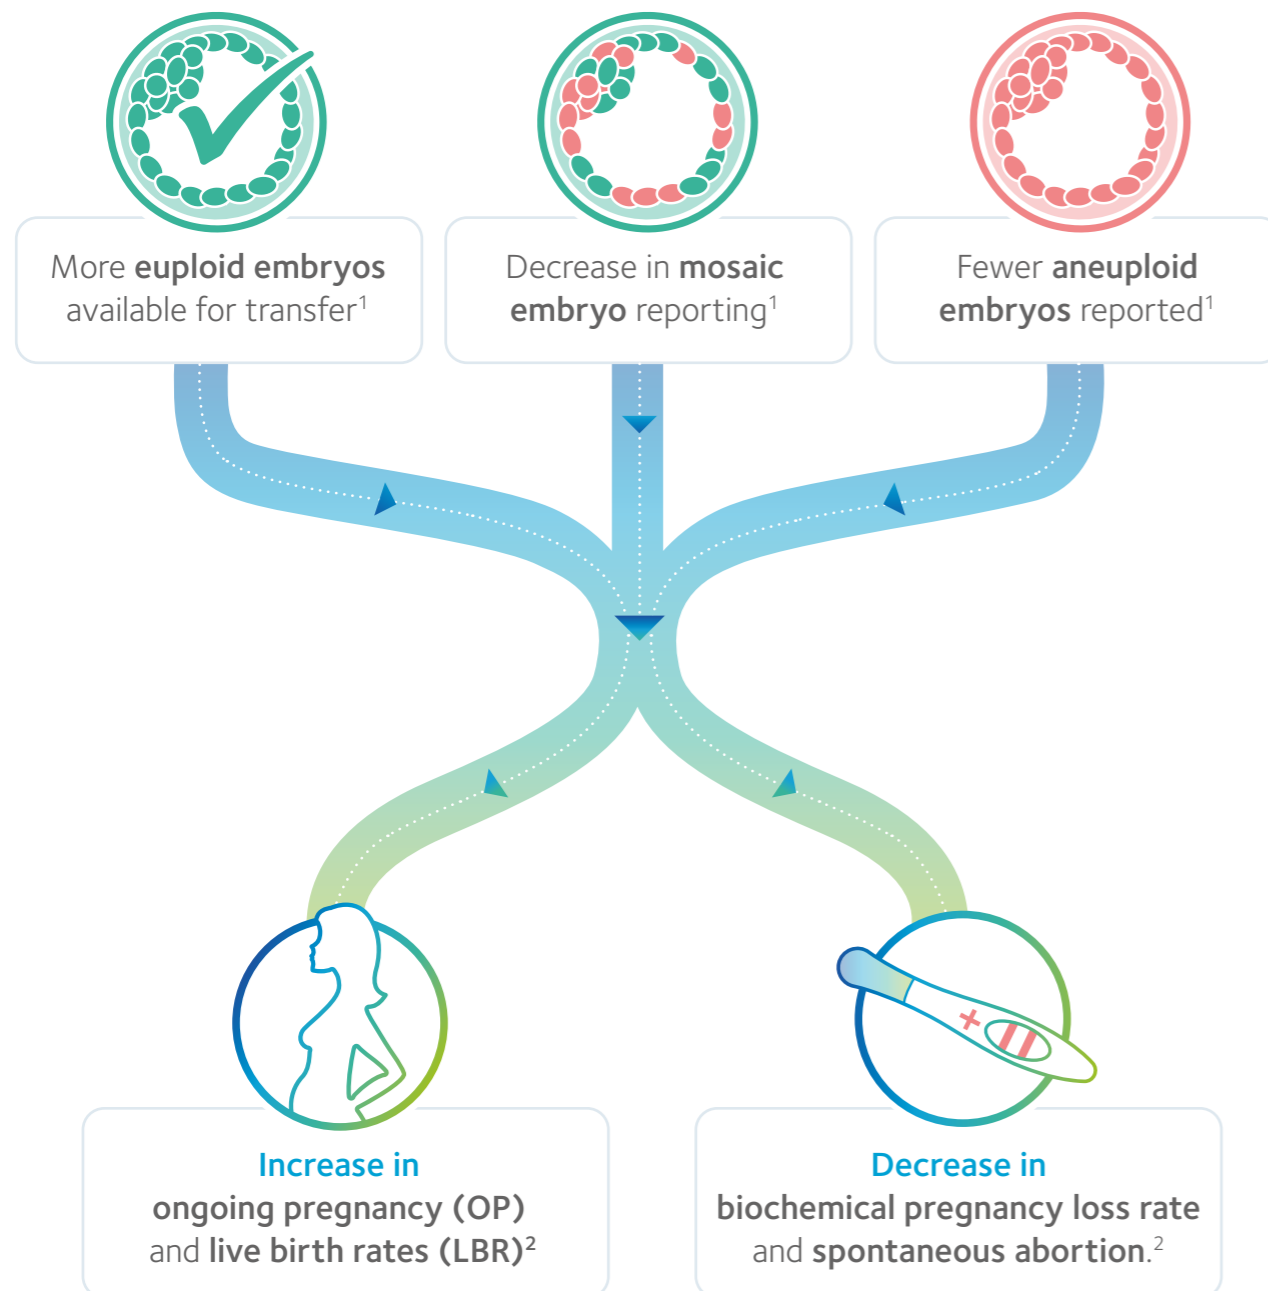 More euploid embryos
available for transfer¹
Decrease in mosaic
embryo reporting¹
Fewer aneuploid
embryos reported¹
Increase in
ongoing pregnancy (OP)
and live birth rates (LBR)²
Decrease in
biochemical pregnancy loss rate
and spontaneous abortion.²